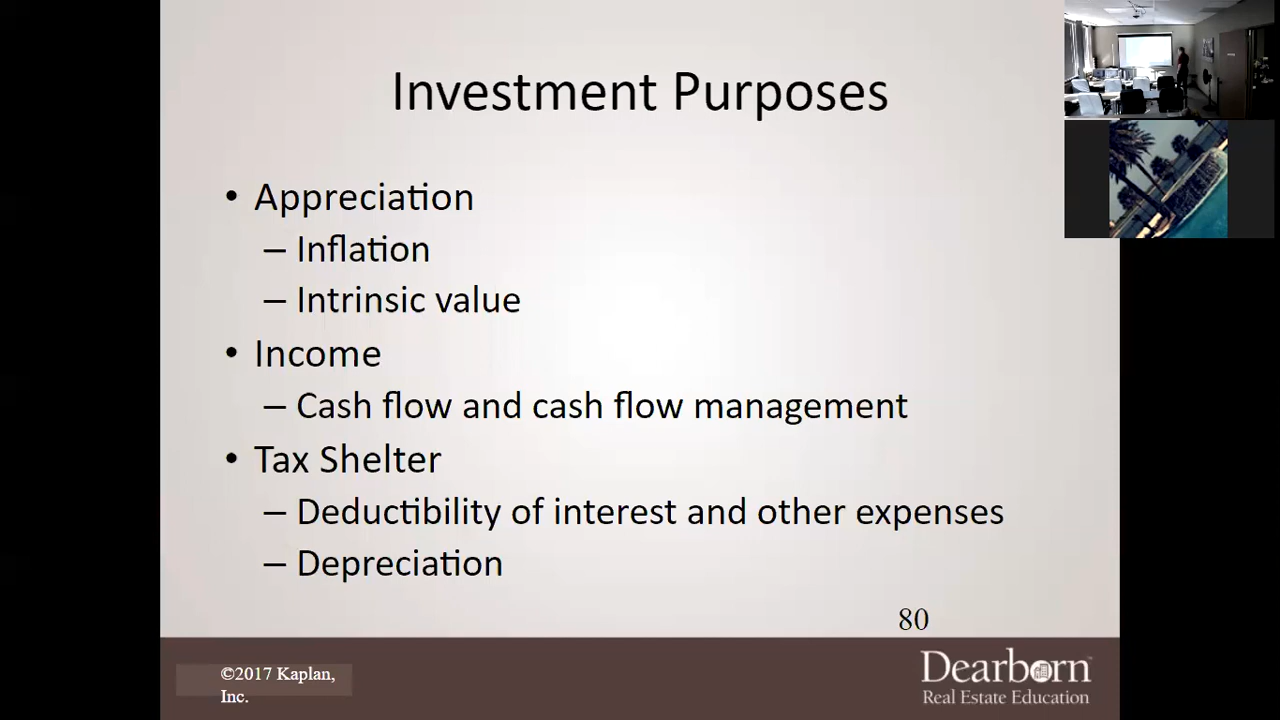 Investment Purposes
• Appreciation
– Inflation
– Intrinsic value
• Income
– Cash flow and cash flow management
• Tax Shelter
– Deductibility of interest and other expenses
– Depreciation
80
©2017 Kaplan,
Inc.
Dearborn
Real Estate Education